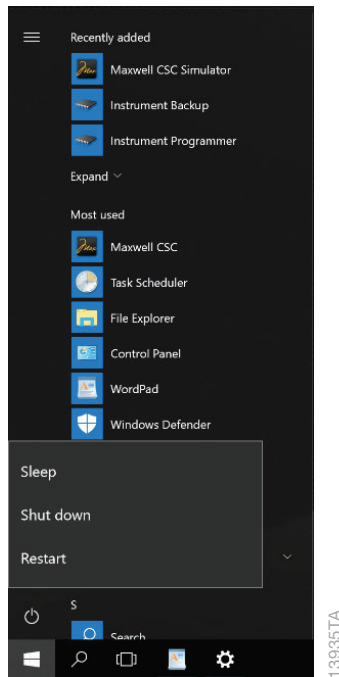 Recently added
Maxwell CSC Simulator
Instrument Backup
Instrument Programmer
Expand
Most used
Maxwell CSC
Task Scheduler
File Explorer
Control Panel
WordPad
Windows Defender
Sleep
Shut down
Restart
S
Search
13935TA